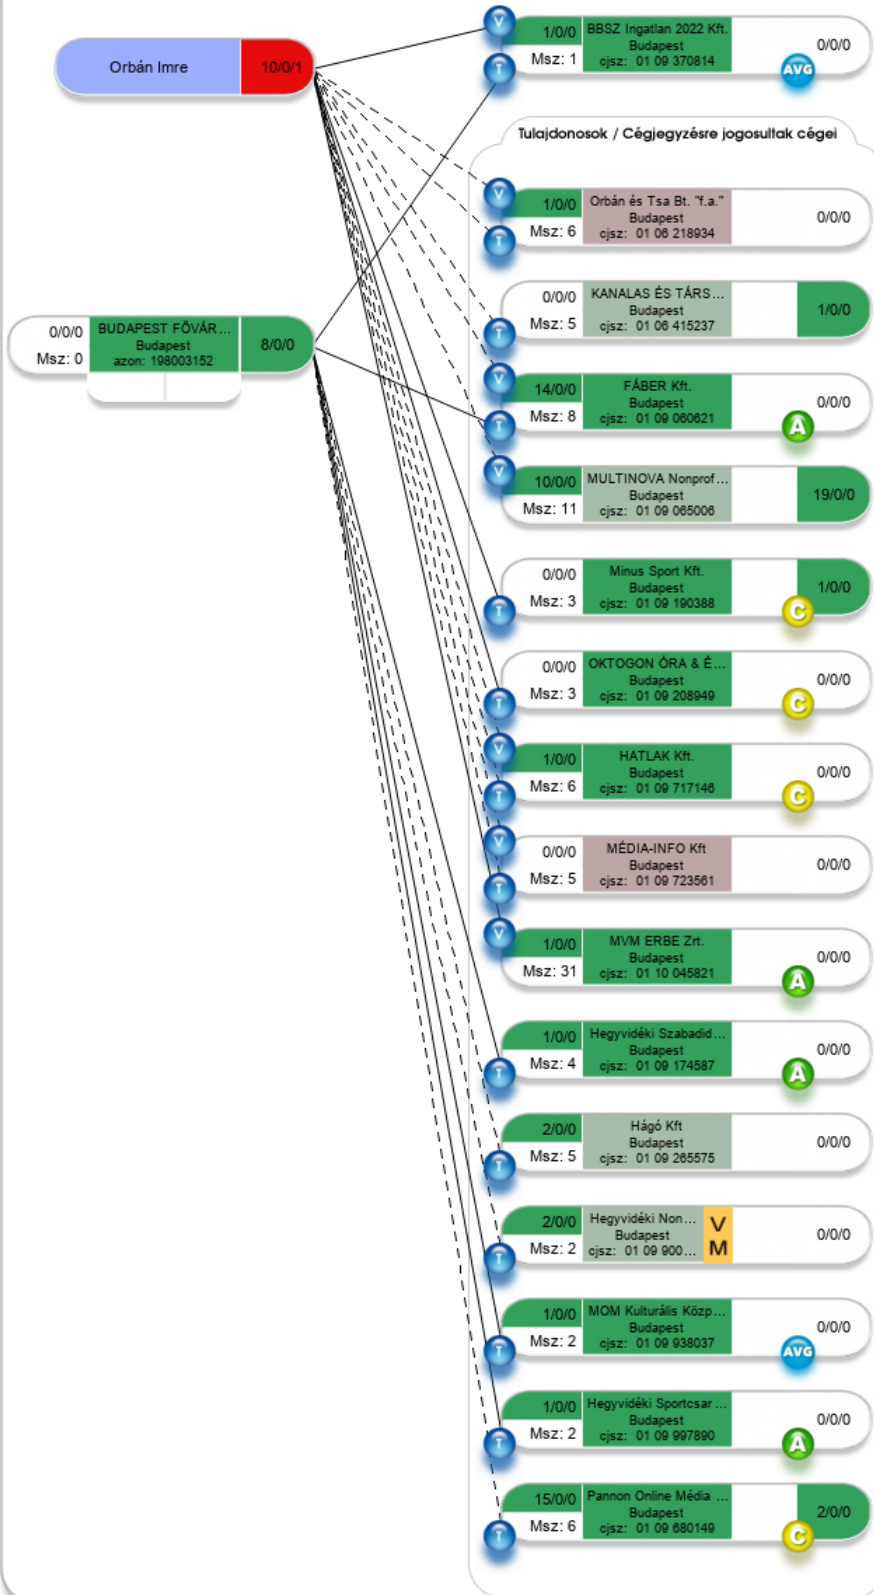 Orbán Imre
10/0/1
0/0/0
Msz: 0
BUDAPEST FŐVÁR...
Budapest
azon: 198003152
8/0/0
V
T
1/0/0
Msz: 1
BBSZ Ingatlan 2022 Kft.
Budapest
cjsz: 01 09 370814
0/0/0
AVG
Tulajdonosok / Cégjegyzésre jogosultak cégei
V
T
1/0/0
Msz: 6
Orbán és Tsa Bt. "f.a."
Budapest
cjsz: 01 06 218934
0/0/0
T
0/0/0
Msz: 5
KANALAS ÉS TÁRS...
Budapest
cjsz: 01 06 415237
1/0/0
V
T
14/0/0
Msz: 8
FÁBER Kft.
Budapest
cjsz: 01 09 060621
0/0/0
A
V
10/0/0
Msz: 11
MULTINOVA Nonprof...
Budapest
cjsz: 01 09 065006
19/0/0
T
0/0/0
Msz: 3
Minus Sport Kft.
Budapest
cjsz: 01 09 190388
1/0/0
C
T
0/0/0
Msz: 3
OKTOGON ÓRA & É...
Budapest
cjsz: 01 09 208949
0/0/0
C
V
T
1/0/0
Msz: 6
HATLAK Kft.
Budapest
cjsz: 01 09 717146
0/0/0
C
V
T
0/0/0
Msz: 5
MÉDIA-INFO Kft
Budapest
cjsz: 01 09 723561
0/0/0
V
1/0/0
Msz: 31
MVM ERBE Zrt.
Budapest
cjsz: 01 10 045821
0/0/0
A
T
1/0/0
Msz: 4
Hegyvidéki Szabadid...
Budapest
cjsz: 01 09 174587
0/0/0
A
T
2/0/0
Msz: 5
Hágó Kft
Budapest
cjsz: 01 09 265575
0/0/0
T
2/0/0
Msz: 2
Hegyvidéki Non...
Budapest
cjsz: 01 09 900...
V
M
0/0/0
T
1/0/0
Msz: 2
MOM Kulturális Közp...
Budapest
cjsz: 01 09 938037
0/0/0
AVG
T
1/0/0
Msz: 2
Hegyvidéki Sportcsar...
Budapest
cjsz: 01 09 997890
0/0/0
A
T
15/0/0
Msz: 6
Pannon Online Média ...
Budapest
cjsz: 01 09 680149
2/0/0
C